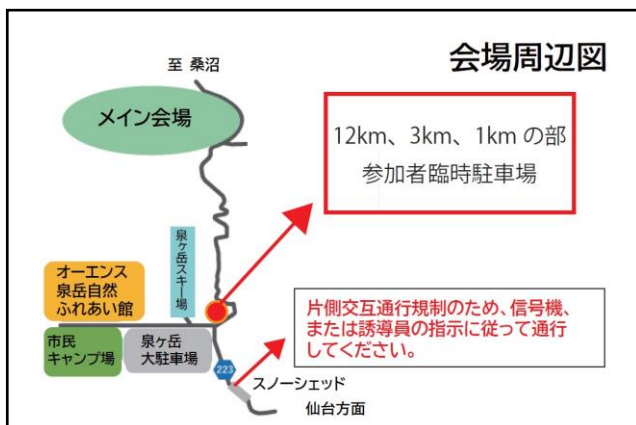 会場周辺図
至 桑沼
メイン会場
12km、3km、1km の部
参加者臨時駐車場
泉ヶ岳スキー場
オーエンス
泉岳自然
ふれあい館
市民
キャンプ場
泉ヶ岳
大駐車場
片側交互通行規制のため、信号機、
または誘導員の指示に従って通行
してください。
223
スノーシェッド
仙台方面